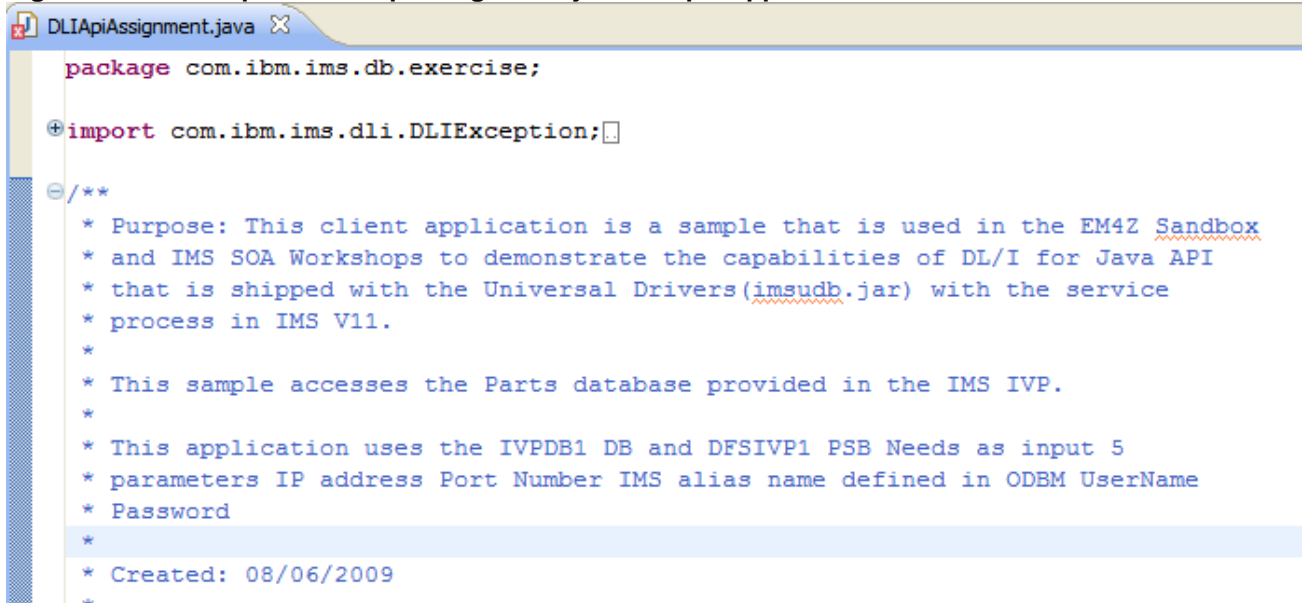 DLIApiAssignment.java
package com.ibm.ims.db.exercise;
import com.ibm.ims.dli.DLIException;
/**
* Purpose: This client application is a sample that is used in the EM4Z Sandbox
* and IMS SOA Workshops to demonstrate the capabilities of DL/I for Java API
* that is shipped with the Universal Drivers(imsudb.jar) with the service
* process in IMS V11.
*
* This sample accesses the Parts database provided in the IMS IVP.
*
* This application uses the IVPDB1 DB and DFSIVP1 PSB Needs as input 5
* parameters IP address Port Number IMS alias name defined in ODBM UserName
* Password
*
* Created: 08/06/2009
*